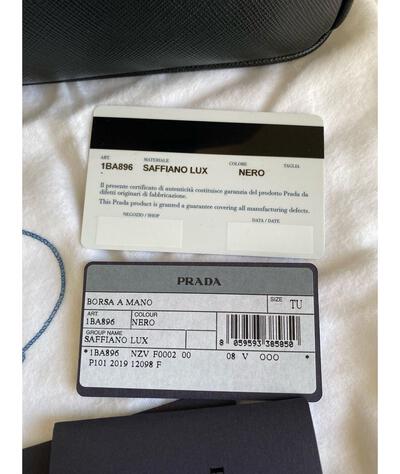 ART. MATERIALE COLORE TAGLIA
1BA896 SAFFIANO LUX NERO
-
Il presente certificato di autenticità costituisce garanzia del prodotto Prada da
difetti originari di fabbricazione.
This Prada product is granted a guarantee covering all manufacturing defects.
NEGOZIO / SHOP DATA / DATE
PRADA
BORSA A MANO SIZE TU
ART. COLOUR
1BA896 NERO
GROUP NAME
SAFFIANO LUX
8 059593 385850
*1BA896 NZV F0002 00 08 V OOO *
P101 2019 12098 F